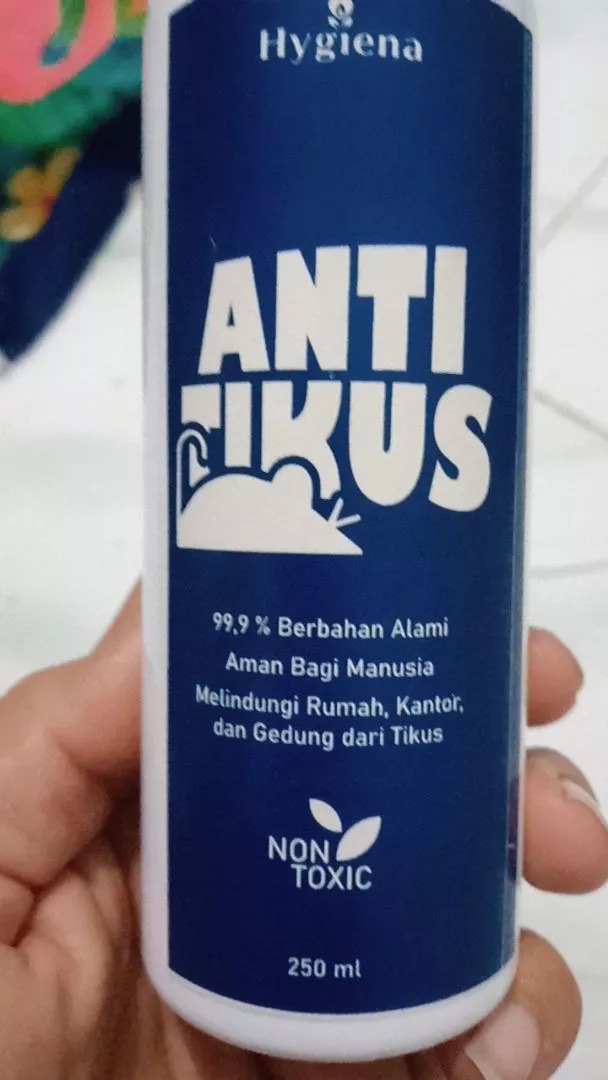 Hygiena
ANTI
TIKUS
99,9 % Berbahan Alami
Aman Bagi Manusia
Melindungi Rumah, Kantor,
dan Gedung dari Tikus
NON
TOXIC
250 ml